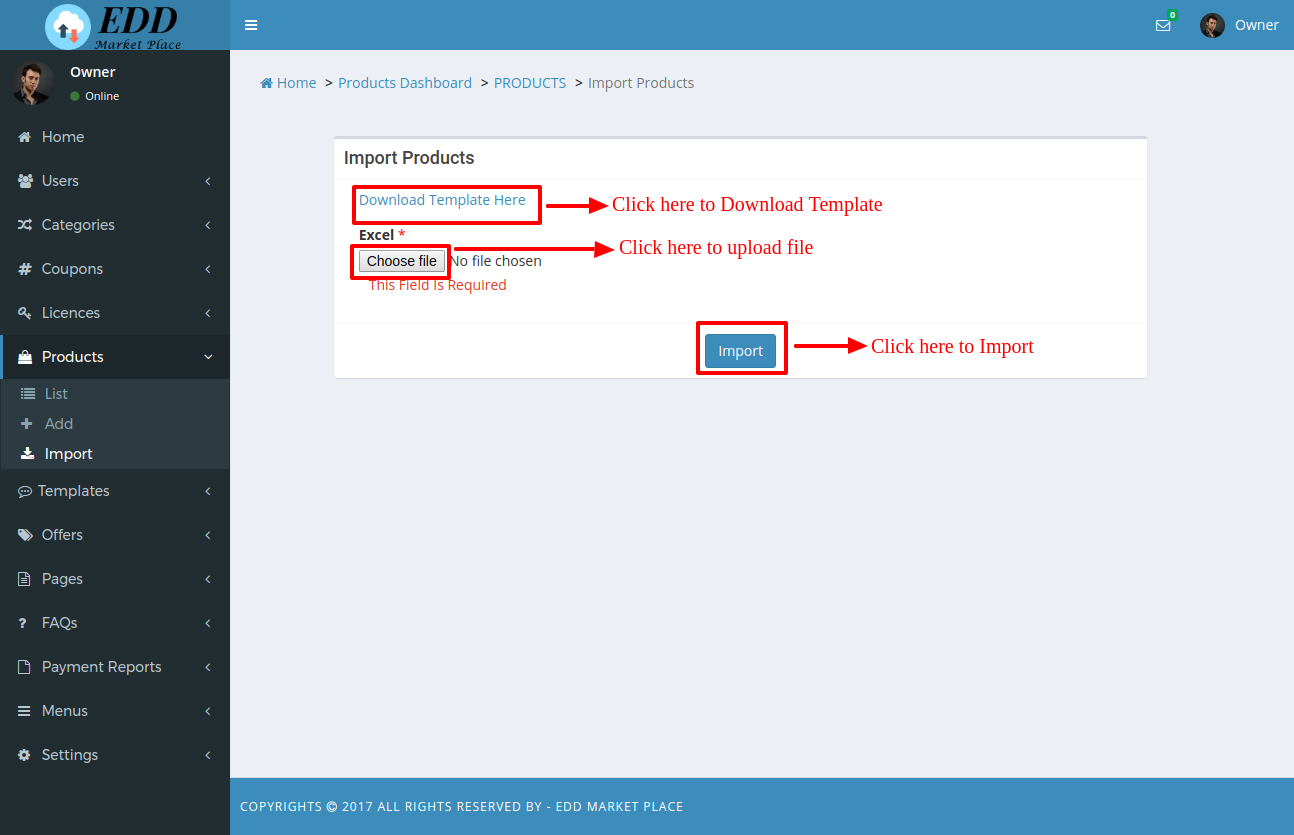 EDD
Market Place
0
Owner
Owner
Online
Home
Users
Categories
Coupons
Licences
Products
List
Add
Import
Templates
Offers
Pages
FAQs
Payment Reports
Menus
Settings
Home > Products Dashboard > PRODUCTS > Import Products
Import Products
Download Template Here
Click here to Download Template
Excel *
Click here to upload file
Choose file No file chosen
This Field Is Required
Import
Click here to Import
COPYRIGHTS © 2017 ALL RIGHTS RESERVED BY - EDD MARKET PLACE